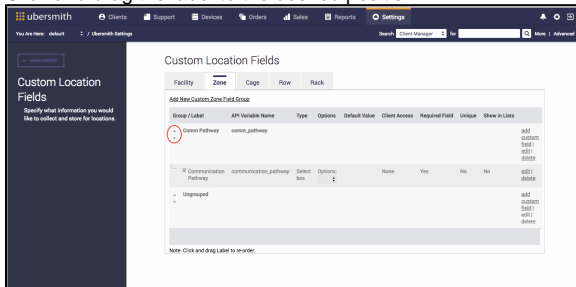 ubersmith Clients Support Devices Orders Sales Reports Settings
You Are Here: default / Ubersmith Settings Search Client Manager for More | Advanced
Custom Location Fields
Custom Location Fields
Specify what information you would like to collect and store for locations.
Facility Zone Cage Row Rack
Add New Custom Zone Field Group
Group / Label API Variable Name Type Options Default Value Client Access Required Field Unique Show in Lists
Comm Pathway comm_pathway add custom field | edit | delete
Communication Pathway communication_pathway Select box Options: None Yes No No edit | delete
Ungrouped add custom field | edit | delete
Note: Click and drag Label to re-order.